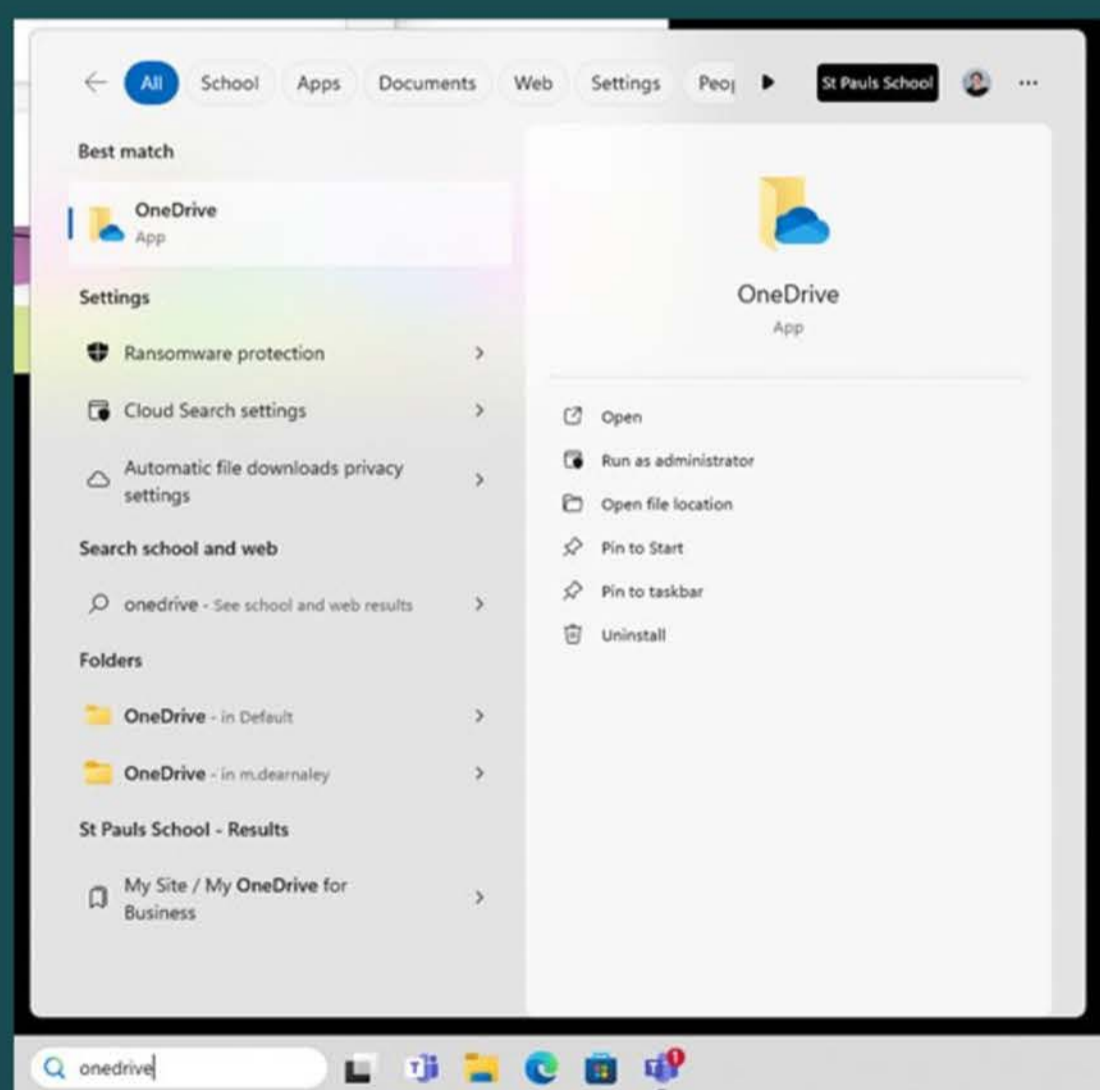 All School Apps Documents Web Settings St Pauls School
Best match
OneDrive
App
Settings
Ransomware protection
Cloud Search settings
Automatic file downloads privacy
settings
Search school and web
onedrive - See school and web results
Folders
OneDrive - in Default
OneDrive - in m.dearnaley
St Pauls School - Results
My Site / My OneDrive for
Business
OneDrive
App
Open
Run as administrator
Open file location
Pin to Start
Pin to taskbar
Uninstall
onedrive
1